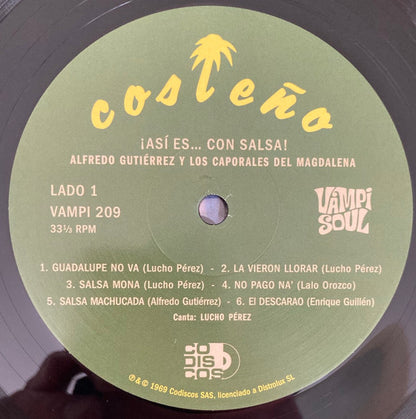 costeño
¡ASÍ ES... CON SALSA!
ALFREDO GUTIÉRREZ Y LOS CAPORALES DEL MAGDALENA
LADO 1
VAMPI 209
33⅓ RPM
VAMPI
SOUL
1. GUADALUPE NO VA (Lucho Pérez) - 2. LA VIERON LLORAR (Lucho Pérez)
3. SALSA MONA (Lucho Pérez) - 4. NO PAGO NA' (Lalo Orozco)
5. SALSA MACHUCADA (Alfredo Gutiérrez) - 6. El DESCARAO (Enrique Guillén)
Canta: LUCHO PÉREZ
CO
DIS
COS
℗ & © 1969 Codiscos SAS, licenciado a Distrolux SL